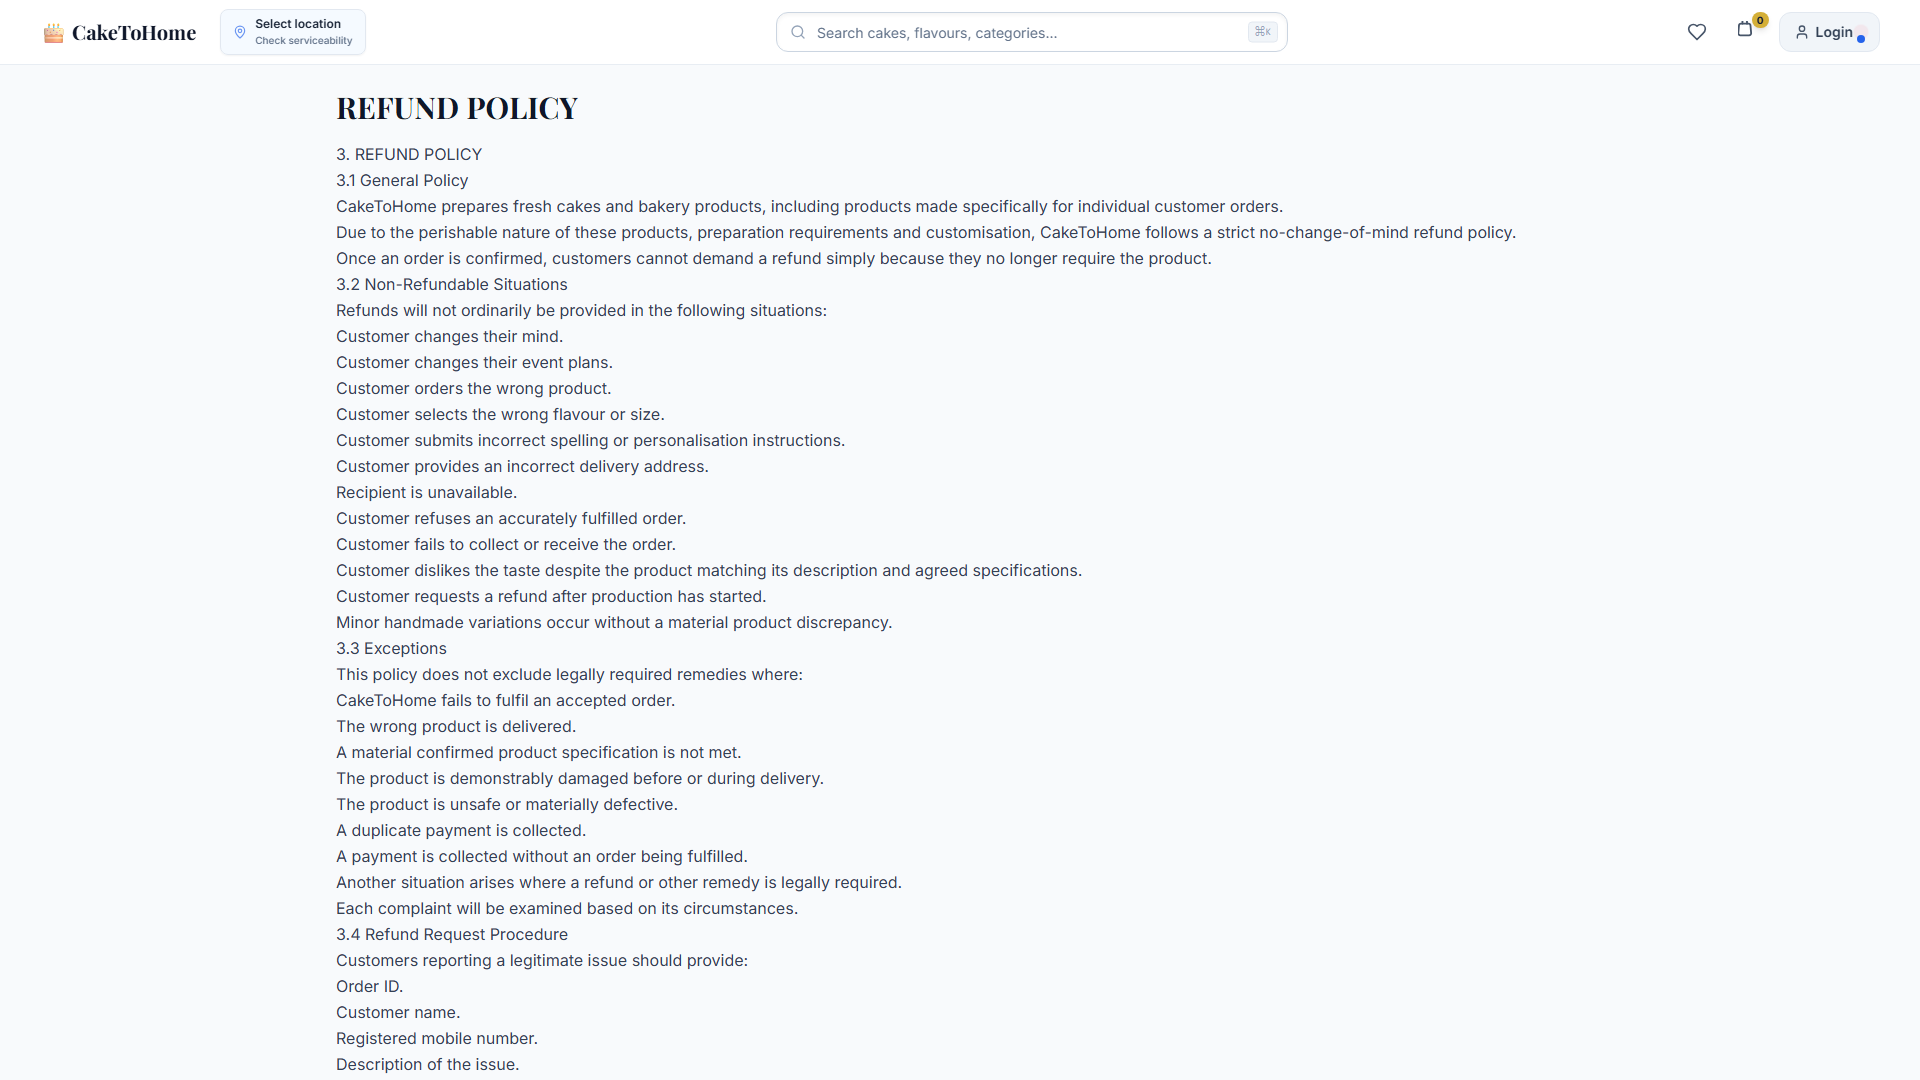 CakeToHome
Select location
Check serviceability
Search cakes, flavours, categories...
⌘K
0
Login
REFUND POLICY
3. REFUND POLICY
3.1 General Policy
CakeToHome prepares fresh cakes and bakery products, including products made specifically for individual customer orders.
Due to the perishable nature of these products, preparation requirements and customisation, CakeToHome follows a strict no-change-of-mind refund policy.
Once an order is confirmed, customers cannot demand a refund simply because they no longer require the product.
3.2 Non-Refundable Situations
Refunds will not ordinarily be provided in the following situations:
Customer changes their mind.
Customer changes their event plans.
Customer orders the wrong product.
Customer selects the wrong flavour or size.
Customer submits incorrect spelling or personalisation instructions.
Customer provides an incorrect delivery address.
Recipient is unavailable.
Customer refuses an accurately fulfilled order.
Customer fails to collect or receive the order.
Customer dislikes the taste despite the product matching its description and agreed specifications.
Customer requests a refund after production has started.
Minor handmade variations occur without a material product discrepancy.
3.3 Exceptions
This policy does not exclude legally required remedies where:
CakeToHome fails to fulfil an accepted order.
The wrong product is delivered.
A material confirmed product specification is not met.
The product is demonstrably damaged before or during delivery.
The product is unsafe or materially defective.
A duplicate payment is collected.
A payment is collected without an order being fulfilled.
Another situation arises where a refund or other remedy is legally required.
Each complaint will be examined based on its circumstances.
3.4 Refund Request Procedure
Customers reporting a legitimate issue should provide:
Order ID.
Customer name.
Registered mobile number.
Description of the issue.